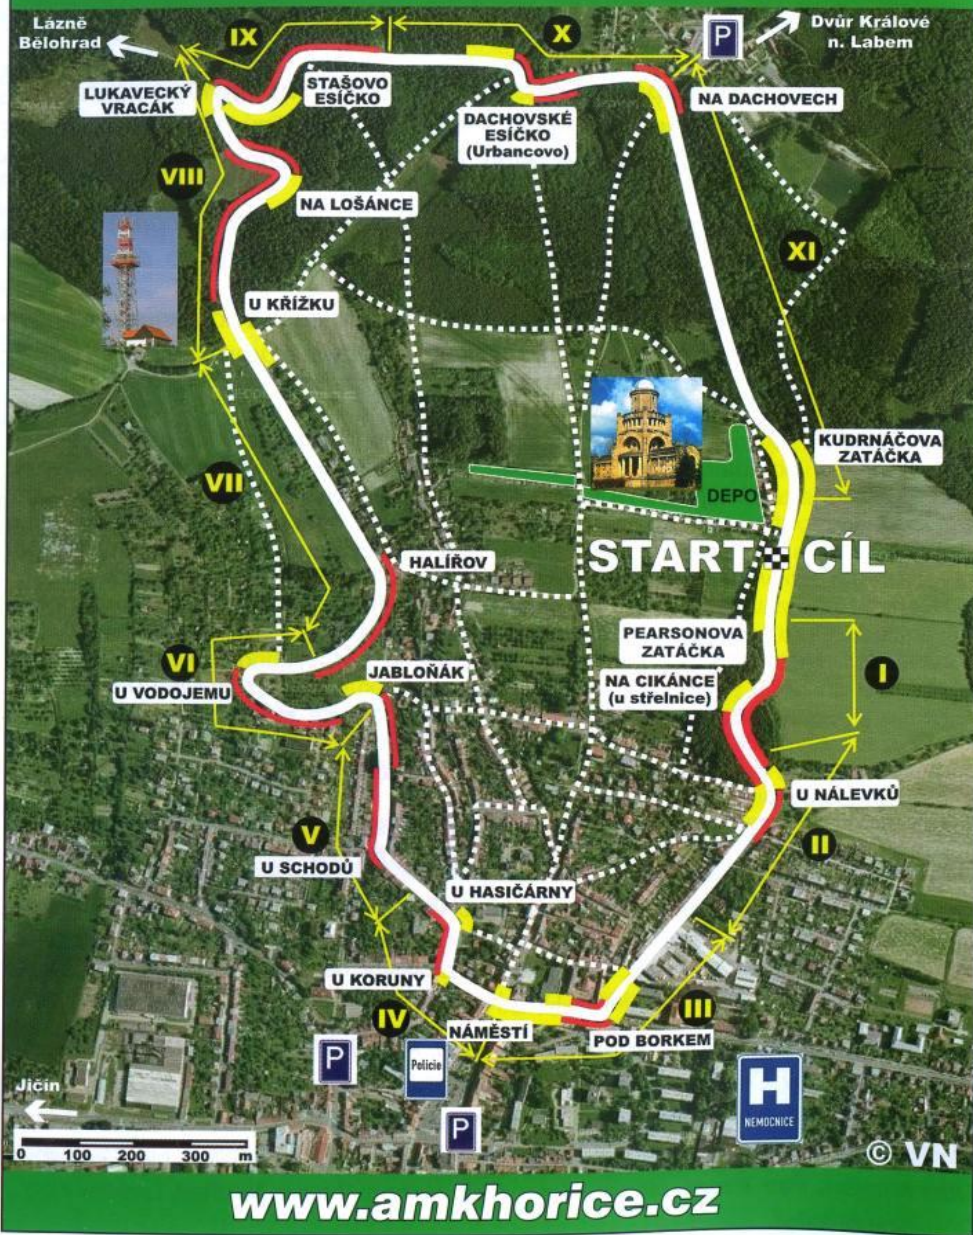 Lázně
Bělohrad
IX
X
P
Dvůr Králové
n. Labem
LUKAVECKÝ
VRACÁK
STAŠOVO
ESÍČKO
DACHOVSKÉ
ESÍČKO
(Urbancovo)
NA DACHOVECH
VIII
NA LOŠÁNCE
XI
U KŘÍŽKU
KUDRNÁČOVA
ZATÁČKA
VII
DEPO
HALÍŘOV
START CÍL
PEARSONOVA
ZATÁČKA
VI
U VODOJEMU
JABLOŇÁK
NA CIKÁNCE
(u střelnice)
I
U NÁLEVKŮ
V
U SCHODŮ
II
U HASIČÁRNY
U KORUNY
IV
NÁMĚSTÍ
III
POD BORKEM
P
Policie
H
NEMOCNICE
Jičín
P
0 100 200 300 m
© VN
www.amkhorice.cz